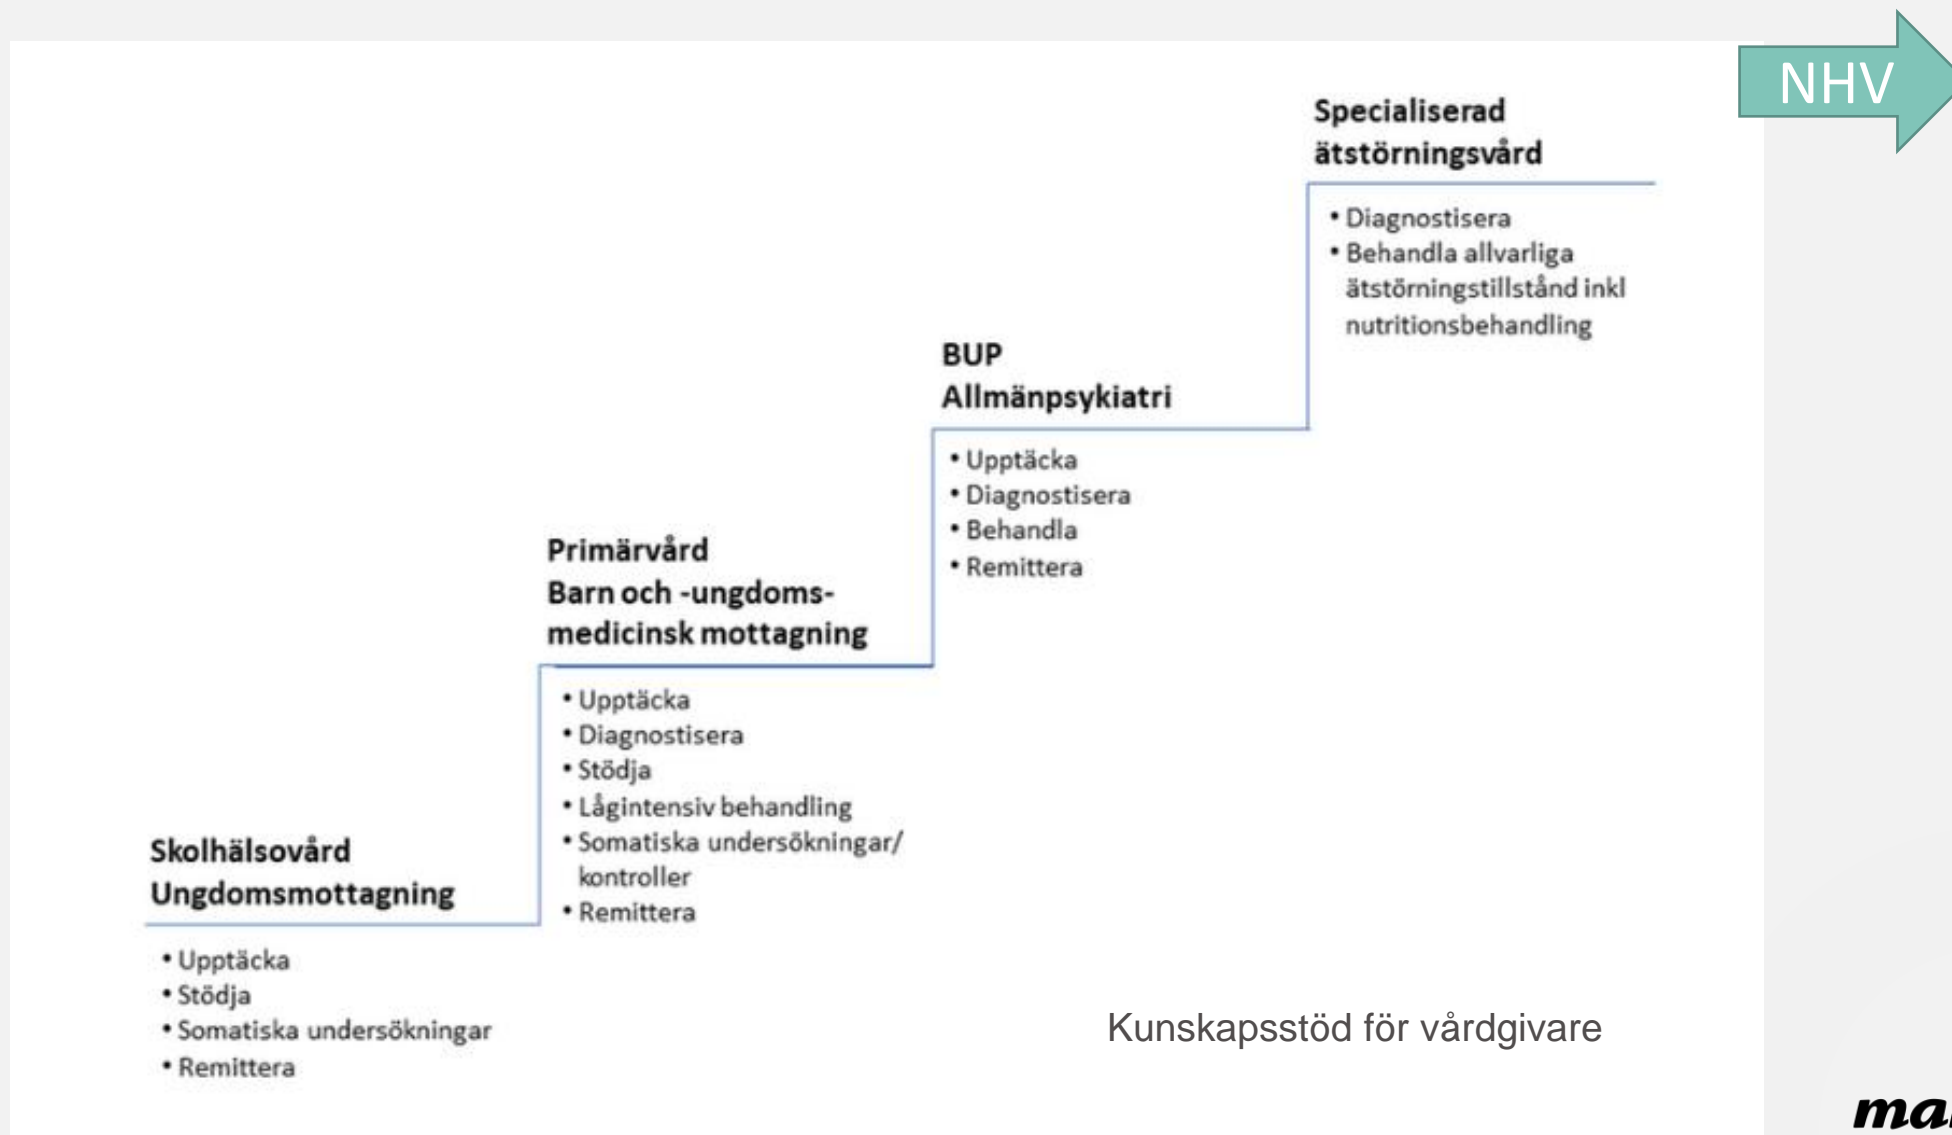 NHV
Specialiserad
ätstörningsvård
• Diagnostisera
• Behandla allvarliga
ätstörningstillstånd inkl
nutritionsbehandling
BUP
Allmänpsykiatri
• Upptäcka
• Diagnostisera
• Behandla
• Remittera
Primärvård
Barn och -ungdoms-
medicinsk mottagning
• Upptäcka
• Diagnostisera
• Stödja
• Lågintensiv behandling
• Somatiska undersökningar/
kontroller
• Remittera
Skolhälsovård
Ungdomsmottagning
• Upptäcka
• Stödja
• Somatiska undersökningar
• Remittera
Kunskapsstöd för vårdgivare